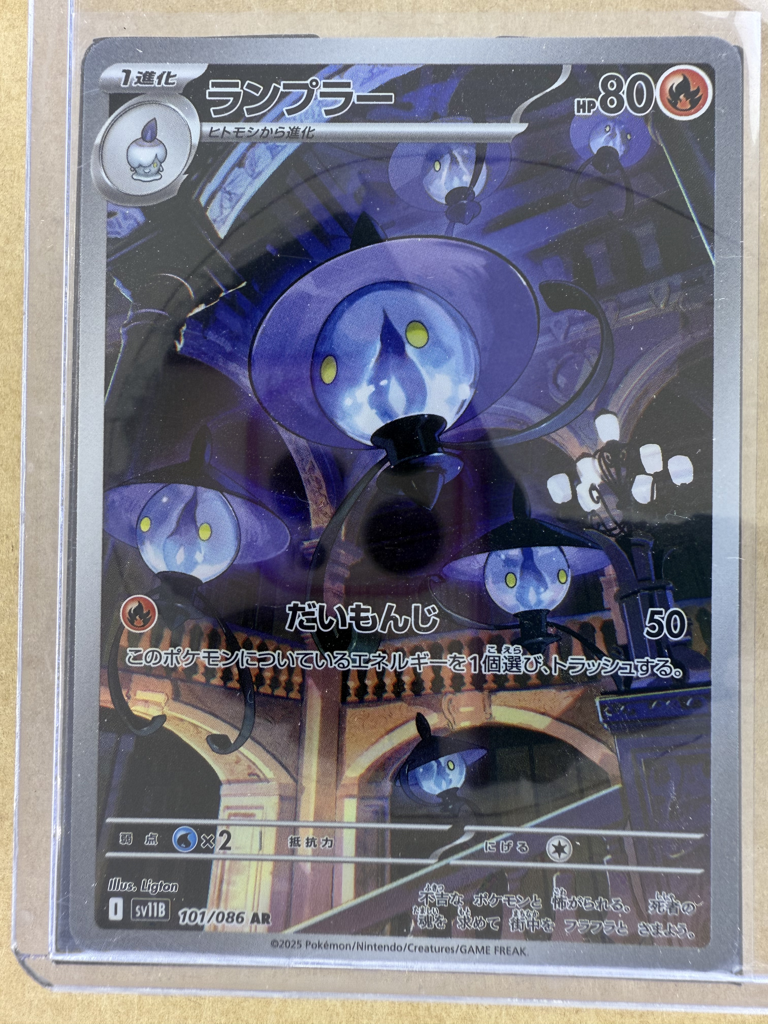 1進化
ランプラー
HP80
ヒトモシから進化
だいもんじ 50
このポケモンについているエネルギーを1個選び、トラッシュする。
弱点 ×2 抵抗力 にげる
Illus. Ligton
I sv11B 101/086 AR
不吉な ポケモンと 怖がられる。 死者の
魂を 求めて 街中を フラフラと さまよう。
©2025 Pokémon/Nintendo/Creatures/GAME FREAK.